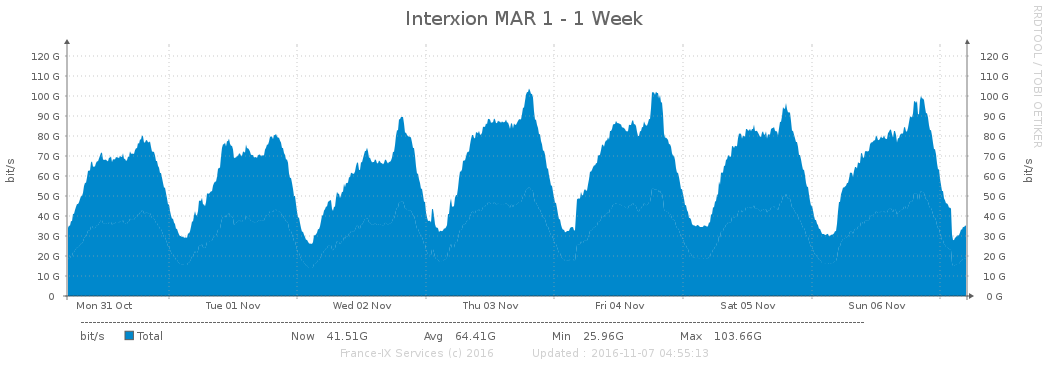 Interxion MAR 1 - 1 Week
RRDTOOL / TOBI OETIKER
bit/s
bit/s
120 G 120 G
110 G 110 G
100 G 100 G
90 G 90 G
80 G 80 G
70 G 70 G
60 G 60 G
50 G 50 G
40 G 40 G
30 G 30 G
20 G 20 G
10 G 10 G
0 0 G
Mon 31 Oct Tue 01 Nov Wed 02 Nov Thu 03 Nov Fri 04 Nov Sat 05 Nov Sun 06 Nov
bit/s Total Now 41.51G Avg 64.41G Min 25.96G Max 103.66G
France-IX Services (c) 2016 Updated : 2016-11-07 04:55:13